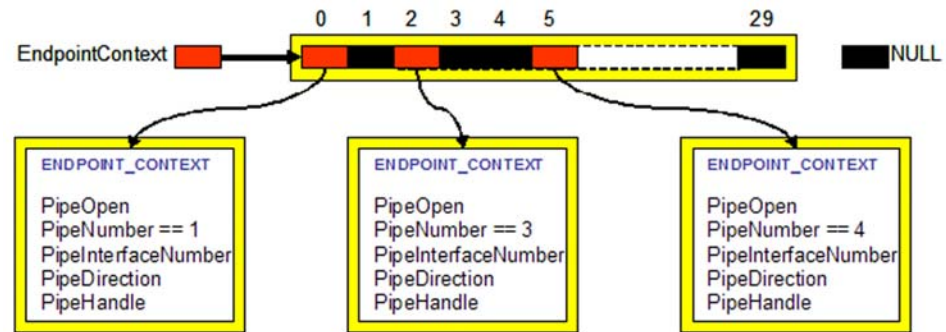 0 1 2 3 4 5 29
EndpointContext NULL
ENDPOINT_CONTEXT
PipeOpen
PipeNumber == 1
PipeInterfaceNumber
PipeDirection
PipeHandle
ENDPOINT_CONTEXT
PipeOpen
PipeNumber == 3
PipeInterfaceNumber
PipeDirection
PipeHandle
ENDPOINT_CONTEXT
PipeOpen
PipeNumber == 4
PipeInterfaceNumber
PipeDirection
PipeHandle